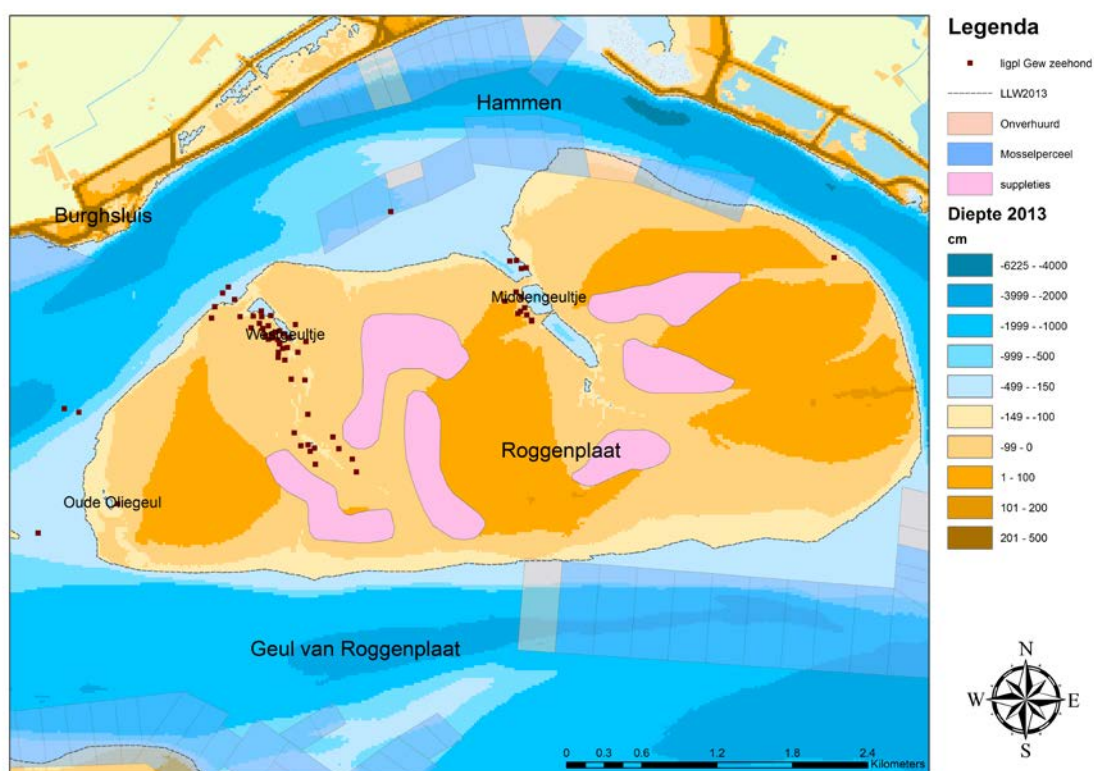 Hammen
Burghsluis
Middengeultje
Westgeultje
Roggenplaat
Oude Oliegeul
Geul van Roggenplaat
0 0.3 0.6 1.2 1.8 2.4
Kilometers
Legenda
ligpl Gew zeehond
LLW2013
Onverhuurd
Mosselperceel
suppleties
Diepte 2013
cm
-6225 - -4000
-3999 - -2000
-1999 - -1000
-999 - -500
-499 - -150
-149 - -100
-99 - 0
1 - 100
101 - 200
201 - 500
N
W E
S